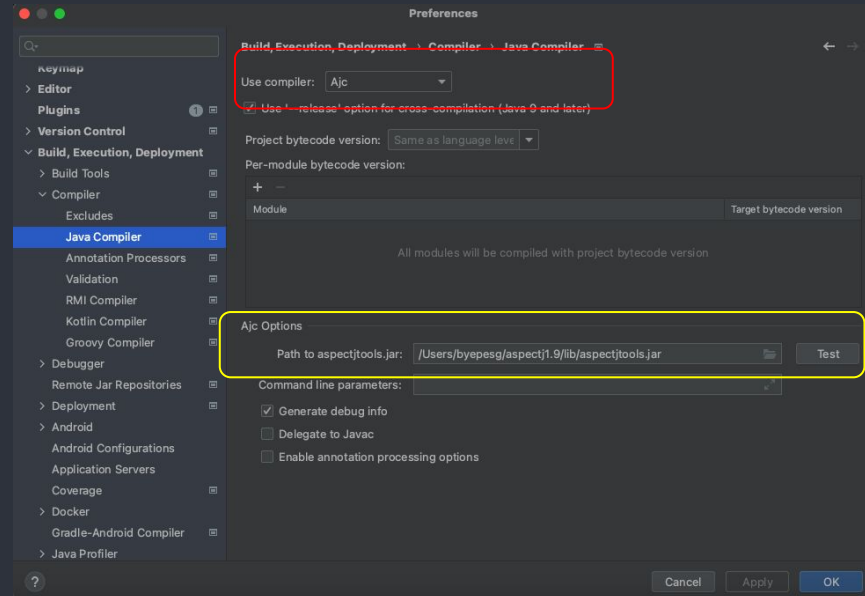 Preferences
Keymap
Editor
Plugins 1
Version Control
Build, Execution, Deployment
Build Tools
Compiler
Excludes
Java Compiler
Annotation Processors
Validation
RMI Compiler
Kotlin Compiler
Groovy Compiler
Debugger
Remote Jar Repositories
Deployment
Android
Android Configurations
Application Servers
Coverage
Docker
Gradle-Android Compiler
Java Profiler
?
Build, Execution, Deployment › Compiler › Java Compiler
Use compiler: Ajc
Use '--release' option for cross-compilation (Java 9 and later)
Project bytecode version: Same as language leve
Per-module bytecode version:
+ −
Module Target bytecode version
All modules will be compiled with project bytecode version
Ajc Options
Path to aspectjtools.jar: /Users/byepesg/aspectj1.9/lib/aspectjtools.jar Test
Command line parameters:
Generate debug info
Delegate to Javac
Enable annotation processing options
Cancel Apply OK